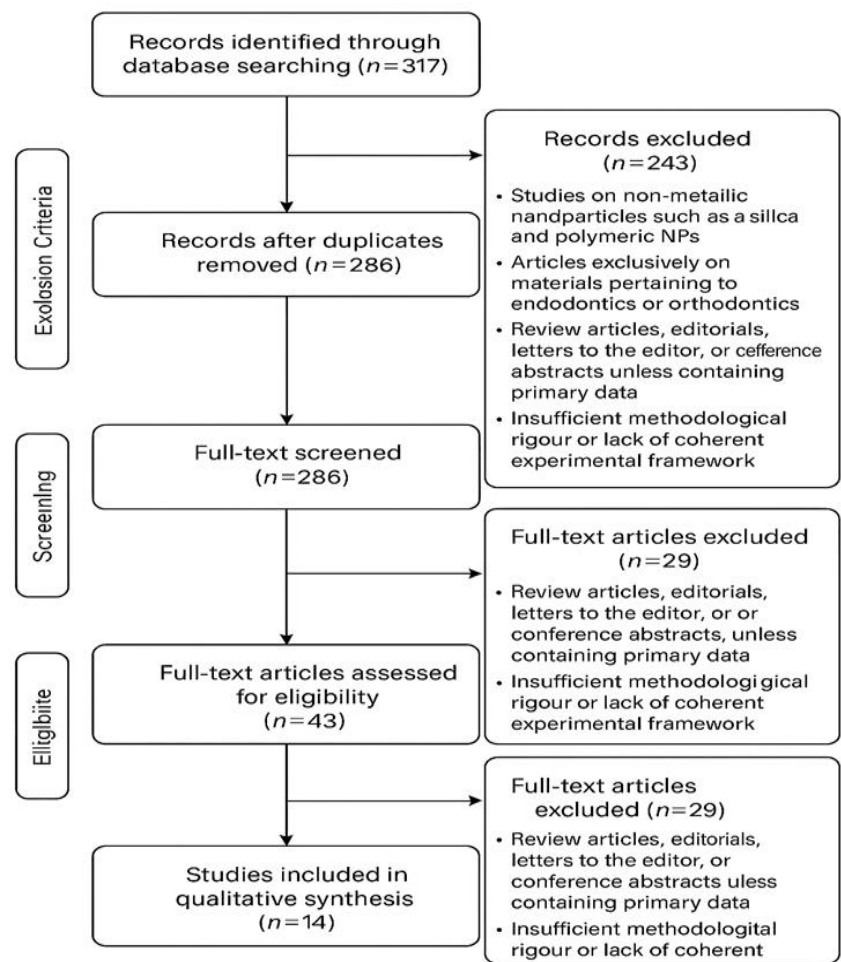 Records identified through
database searching (n=317)
Exolosion Criteria
Records excluded
(n=243)
• Studies on non-metailic
nandparticles such as a sillca
and polymeric NPs
• Articles exclusively on
materials pertaining to
endodontics or orthodontics
• Review articles, editorials,
letters to the editor, or cefference
abstracts unless containing
primary data
• Insufficient methodological
rigour or lack of coherent
experimental framework
Records after duplicates
removed (n=286)
Screeinlng
Full-text screened
(n=286)
Full-text articles excluded
(n=29)
• Review articles, editorials,
letters to the editor, or or
conference abstracts, unless
containing primary data
• Insufficient methodologi gical
rigour or lack of coherent
experimental framework
Elliglbiite
Full-text articles assessed
for eligibility
(n=43)
Full-text articles
excluded (n=29)
• Review articles, editorials,
letters to the editor, or
conference abstracts uless
containing primary data
• Insufficient methodologital
rigour or lack of coherent
Studies included in
qualitative synthesis
(n=14)